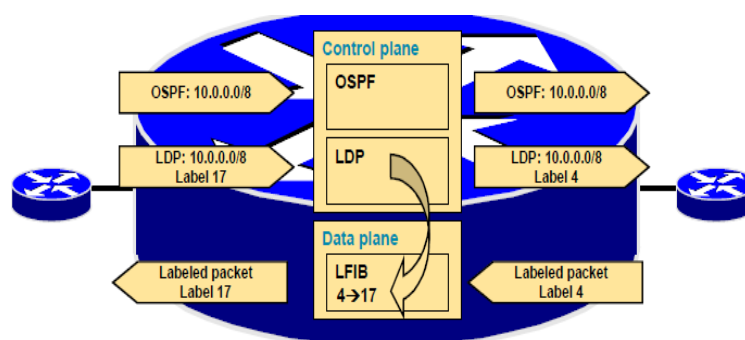 Control plane
OSPF
OSPF: 10.0.0.0/8
OSPF: 10.0.0.0/8
LDP: 10.0.0.0/8
Label 17
LDP
LDP: 10.0.0.0/8
Label 4
Data plane
Labeled packet
Label 17
LFIB
4→17
Labeled packet
Label 4